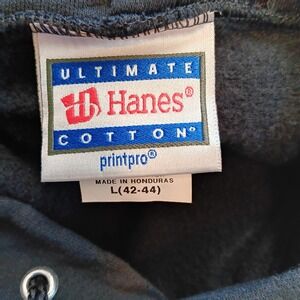 ULTIMATE
Hanes®
COTTON®
printpro®
MADE IN HONDURAS
L(42-44)